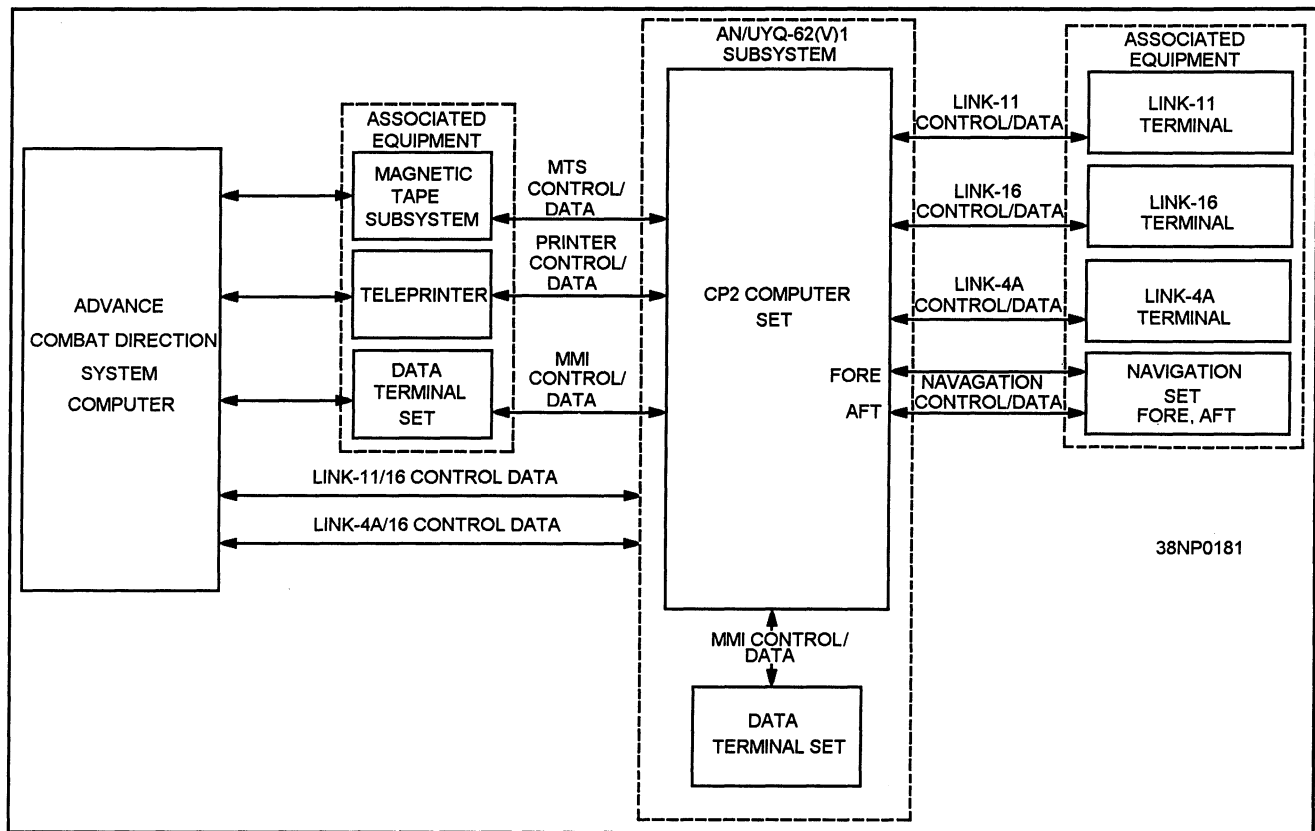 AN/UYQ-62(V)1
SUBSYSTEM
ASSOCIATED
EQUIPMENT
ASSOCIATED
EQUIPMENT
ADVANCE
COMBAT DIRECTION
SYSTEM
COMPUTER
MAGNETIC
TAPE
SUBSYSTEM
TELEPRINTER
DATA
TERMINAL
SET
MTS
CONTROL/
DATA
PRINTER
CONTROL/
DATA
MMI
CONTROL/
DATA
LINK-11/16 CONTROL DATA
LINK-4A/16 CONTROL DATA
CP2 COMPUTER
SET
FORE
AFT
MMI CONTROL/
DATA
DATA
TERMINAL SET
LINK-11
CONTROL/DATA
LINK-16
CONTROL/DATA
LINK-4A
CONTROL/DATA
NAVAGATION
CONTROL/DATA
LINK-11
TERMINAL
LINK-16
TERMINAL
LINK-4A
TERMINAL
NAVIGATION
SET
FORE, AFT
38NP0181